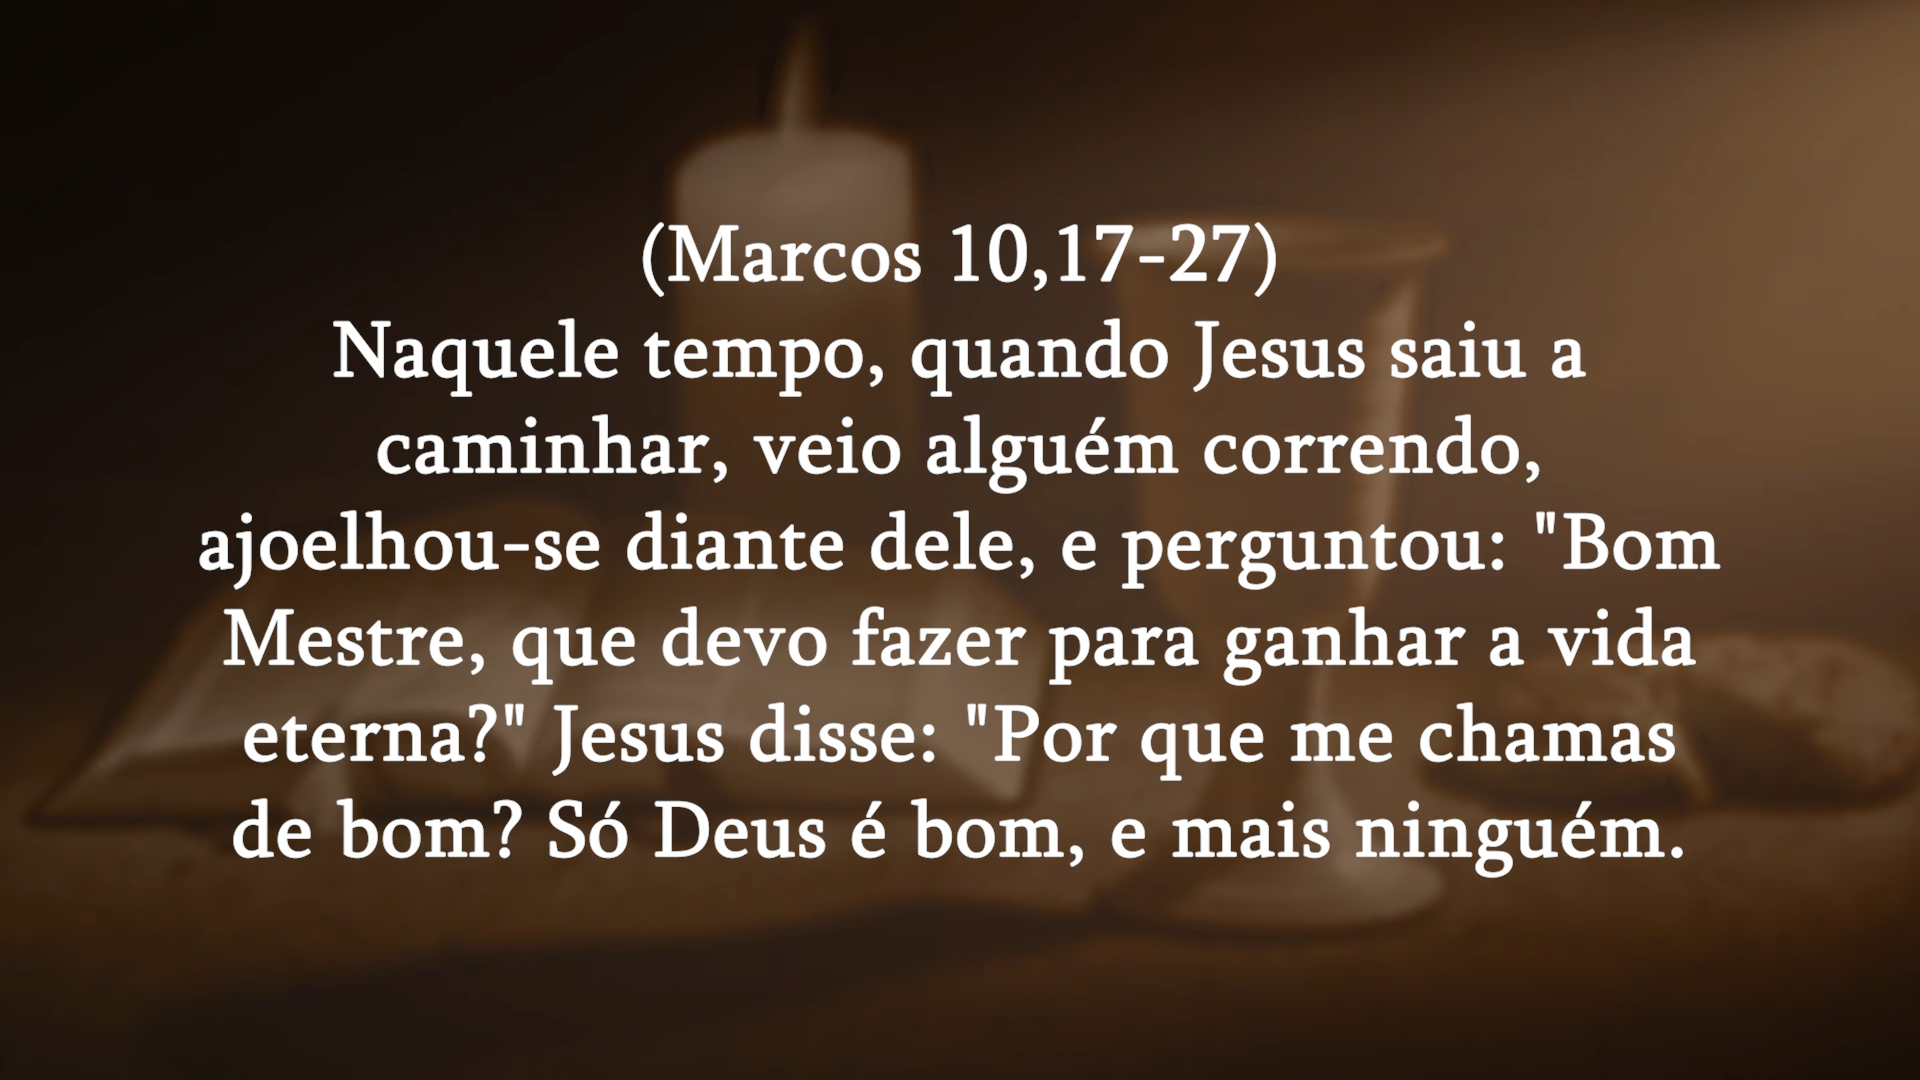 (Marcos 10,17-27)
Naquele tempo, quando Jesus saiu a
caminhar, veio alguém correndo,
ajoelhou-se diante dele, e perguntou: "Bom
Mestre, que devo fazer para ganhar a vida
eterna?" Jesus disse: "Por que me chamas
de bom? Só Deus é bom, e mais ninguém.